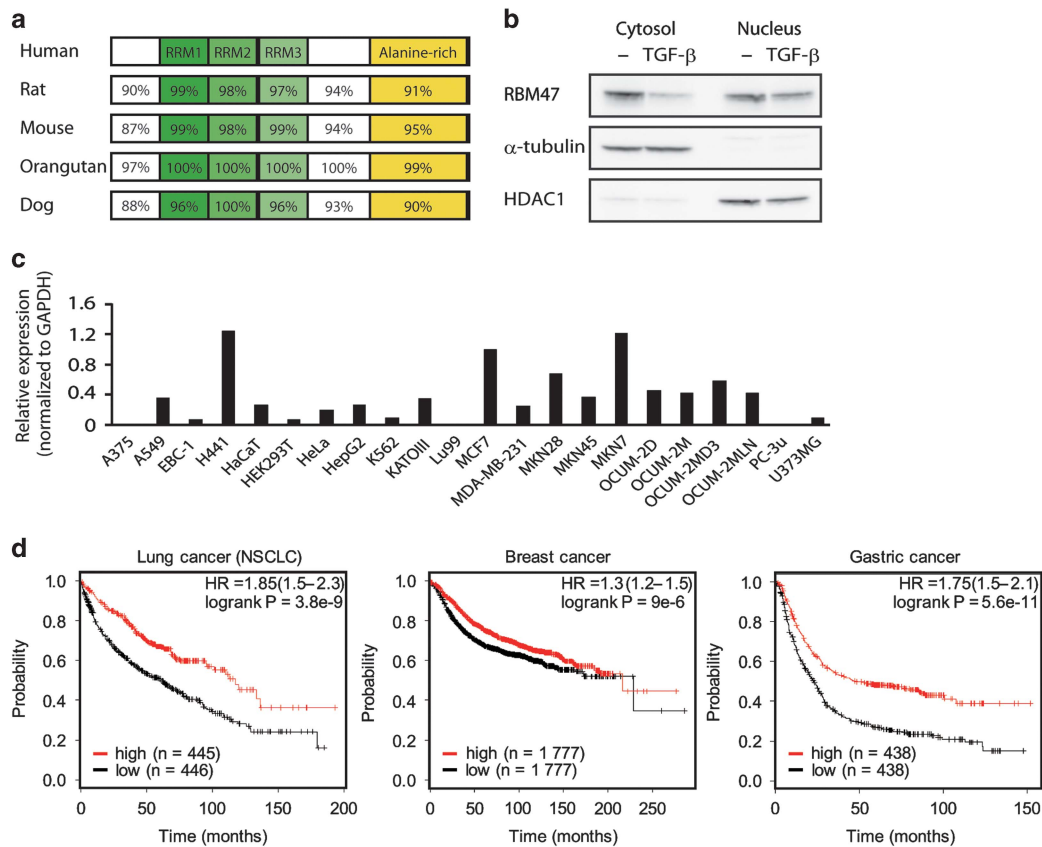 a
Human RRM1 RRM2 RRM3 Alanine-rich
Rat 90% 99% 98% 97% 94% 91%
Mouse 87% 99% 98% 99% 94% 95%
Orangutan 97% 100% 100% 100% 100% 99%
Dog 88% 96% 100% 96% 93% 90%
b
Cytosol Nucleus
– TGF-β – TGF-β
RBM47
α-tubulin
HDAC1
c
Relative expression
(normalized to GAPDH)
1.6
1.2
0.8
0.4
0
A375 A549 EBC-1 H441 HaCaT HEK293T HeLa HepG2 K562 KATOIII Lu99 MCF7 MDA-MB-231 MKN28 MKN45 MKN7 OCUM-2D OCUM-2M OCUM-2MD3 OCUM-2MLN PC-3u U373MG
d
Lung cancer (NSCLC)
HR =1.85(1.5–2.3)
logrank P = 3.8e-9
Probability
1.0
0.8
0.6
0.4
0.2
0.0
high (n = 445)
low (n = 446)
0 50 100 150 200
Time (months)
Breast cancer
HR =1.3(1.2–1.5)
logrank P = 9e-6
Probability
1.0
0.8
0.6
0.4
0.2
0.0
high (n = 1 777)
low (n = 1 777)
0 50 100 150 200 250
Time (months)
Gastric cancer
HR =1.75(1.5–2.1)
logrank P = 5.6e-11
Probability
1.0
0.8
0.6
0.4
0.2
0.0
high (n = 438)
low (n = 438)
0 50 100 150
Time (months)